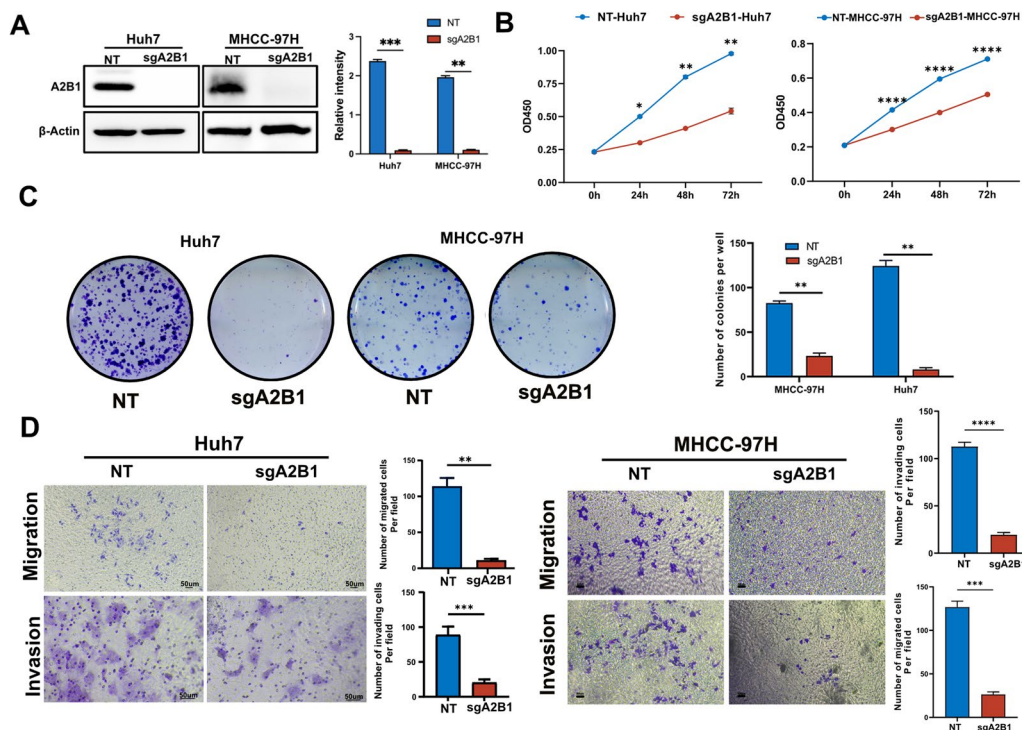 A
Huh7
MHCC-97H
NT sgA2B1
NT sgA2B1
A2B1
β-Actin
NT
sgA2B1
Relative intensity
3
2
1
0
***
**
Huh7 MHCC-97H
B
NT-Huh7 sgA2B1-Huh7
OD450
1.00
0.75
0.50
0.25
0.00
*
**
**
0h 24h 48h 72h
NT-MHCC-97H sgA2B1-MHCC-97H
OD450
0.8
0.6
0.4
0.2
0.0
****
****
****
0h 24h 48h 72h
C
Huh7
MHCC-97H
NT sgA2B1 NT sgA2B1
NT
sgA2B1
Number of colonies per well
150
100
50
0
**
**
MHCC-97H Huh7
D
Huh7
NT sgA2B1
Migration
50um
50um
Invasion
50um
50um
Number of migrated cells
Per field
150
100
50
0
**
NT sgA2B1
Number of invading cells
Per field
150
100
50
0
***
NT sgA2B1
MHCC-97H
NT sgA2B1
Migration
Invasion
Number of invading cells
Per field
150
100
50
0
****
NT sgA2B1
Number of migrated cells
Per field
150
100
50
0
***
NT sgA2B1